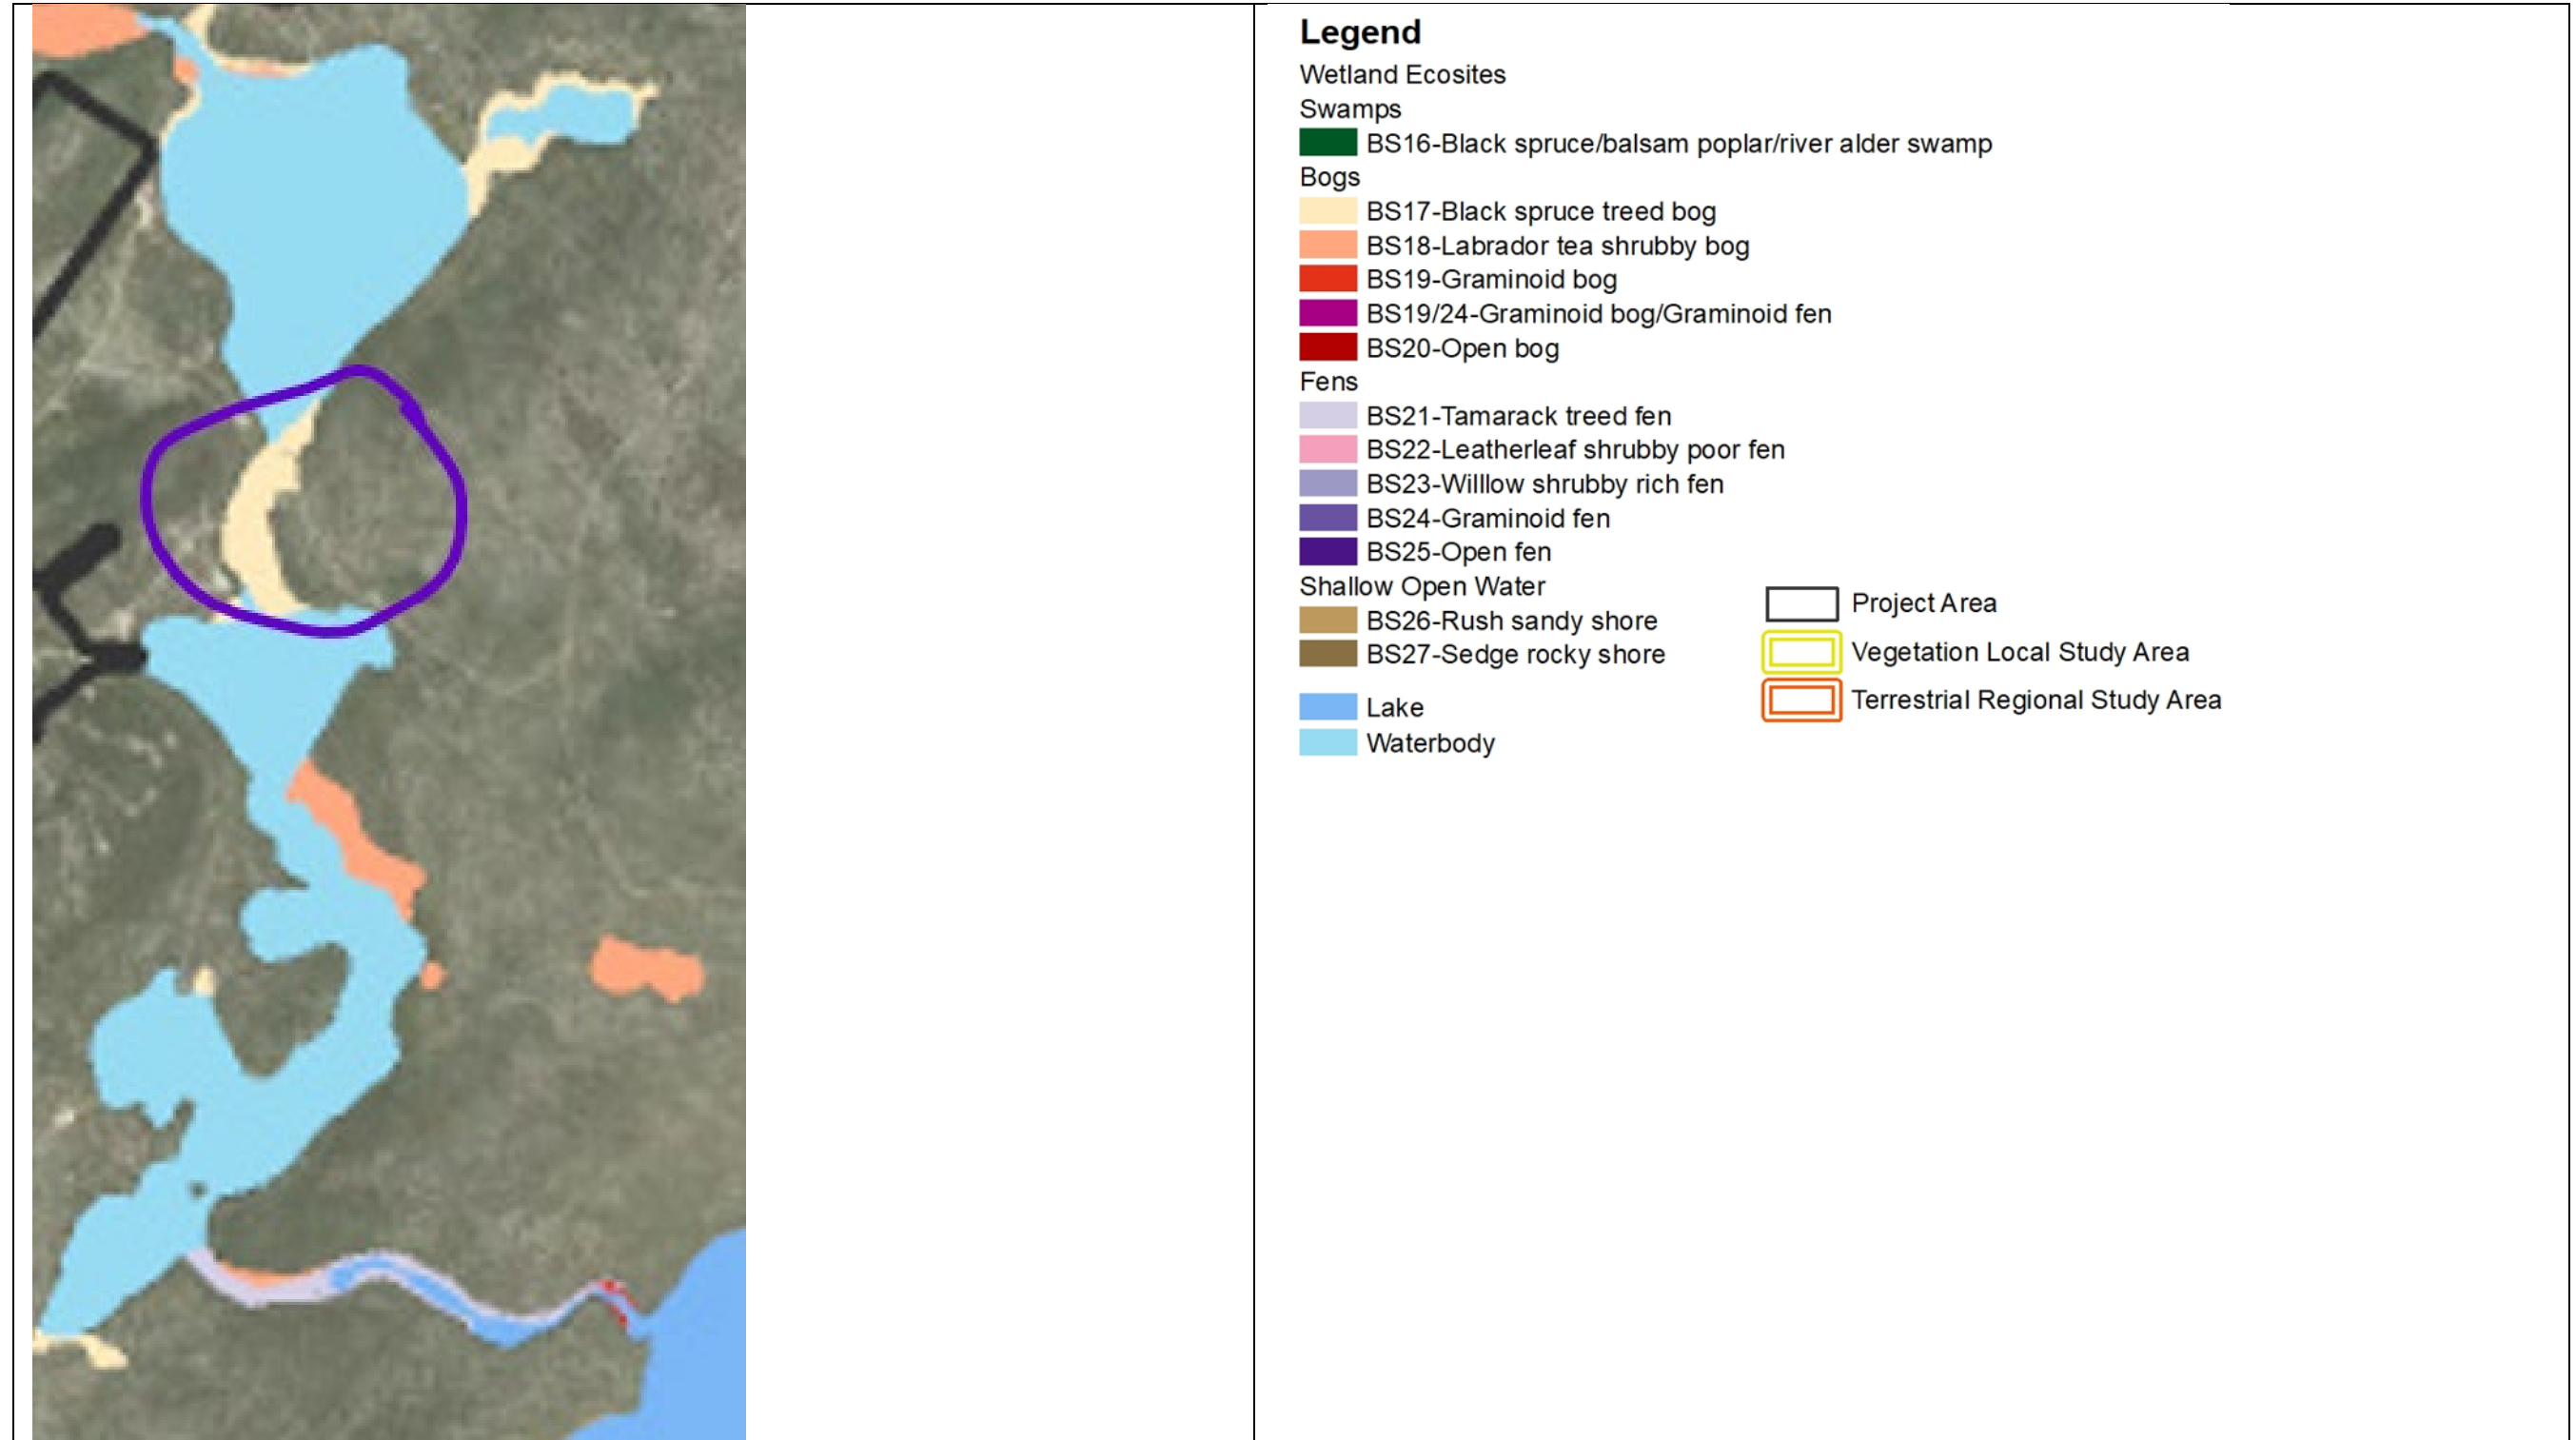 Legend
Wetland Ecosites
Swamps
BS16-Black spruce/balsam poplar/river alder swamp
Bogs
BS17-Black spruce treed bog
BS18-Labrador tea shrubby bog
BS19-Graminoid bog
BS19/24-Graminoid bog/Graminoid fen
BS20-Open bog
Fens
BS21-Tamarack treed fen
BS22-Leatherleaf shrubby poor fen
BS23-Willlow shrubby rich fen
BS24-Graminoid fen
BS25-Open fen
Shallow Open Water
BS26-Rush sandy shore
BS27-Sedge rocky shore
Lake
Waterbody
Project Area
Vegetation Local Study Area
Terrestrial Regional Study Area